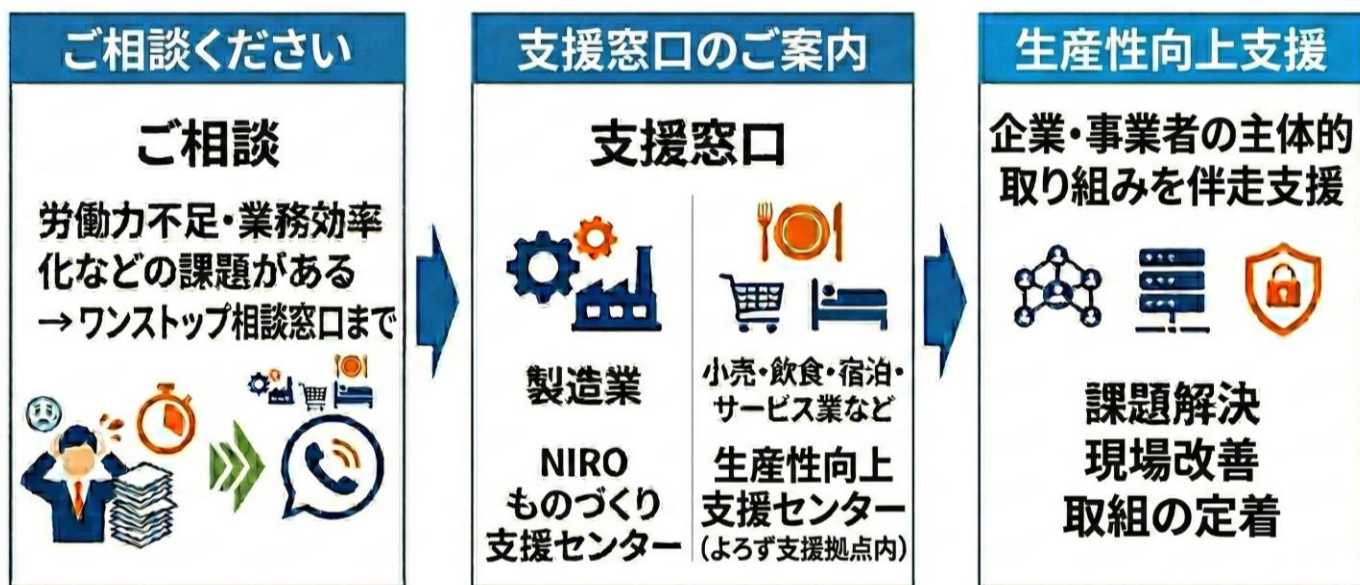 ご相談ください
ご相談
労働力不足・業務効率
化などの課題がある
→ワンストップ相談窓口まで
支援窓口のご案内
支援窓口
製造業
NIRO
ものづくり
支援センター
小売・飲食・宿泊・
サービス業など
生産性向上
支援センター
(よろず支援拠点内)
生産性向上支援
企業・事業者の主体的
取り組みを伴走支援
課題解決
現場改善
取組の定着